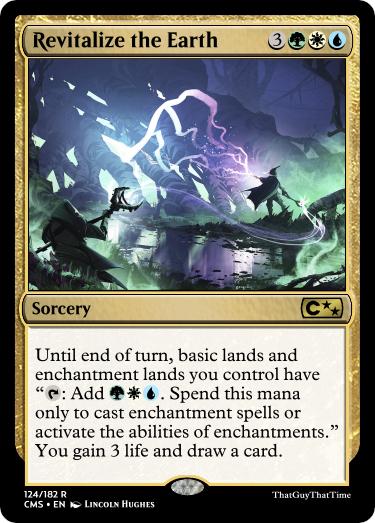 Revitalize the Earth 3
Sorcery C
Until end of turn, basic lands and
enchantment lands you control have
“: Add . Spend this mana
only to cast enchantment spells or
activate the abilities of enchantments.”
You gain 3 life and draw a card.
124/182 R
CMS • EN Lincoln Hughes
ThatGuyThatTime